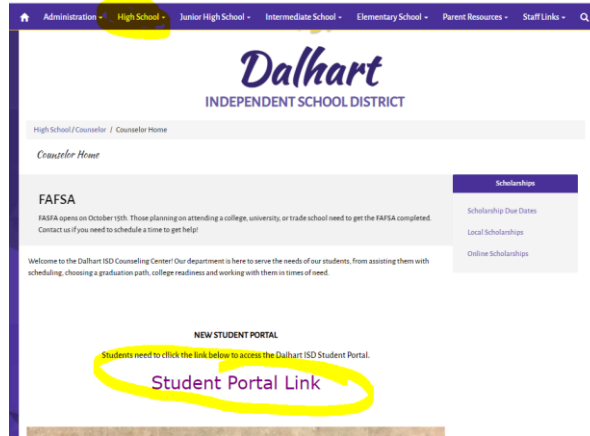 Administration High School Junior High School Intermediate School Elementary School Parent Resources Staff Links
Dalhart
INDEPENDENT SCHOOL DISTRICT
High School / Counselor / Counselor Home
Counselor Home
Scholarships
Scholarship Due Dates
Local Scholarships
Online Scholarships
FAFSA
FASFA opens on October 15th. Those planning on attending a college, university, or trade school need to get the FAFSA completed.
Contact us if you need to schedule a time to get help!
Welcome to the Dalhart ISD Counseling Center! Our department is here to serve the needs of our students, from assisting them with
scheduling, choosing a graduation path, college readiness and working with them in times of need.
NEW STUDENT PORTAL
Students need to cllick the link below to access the Dalhart ISD Student Portal.
Student Portal Link